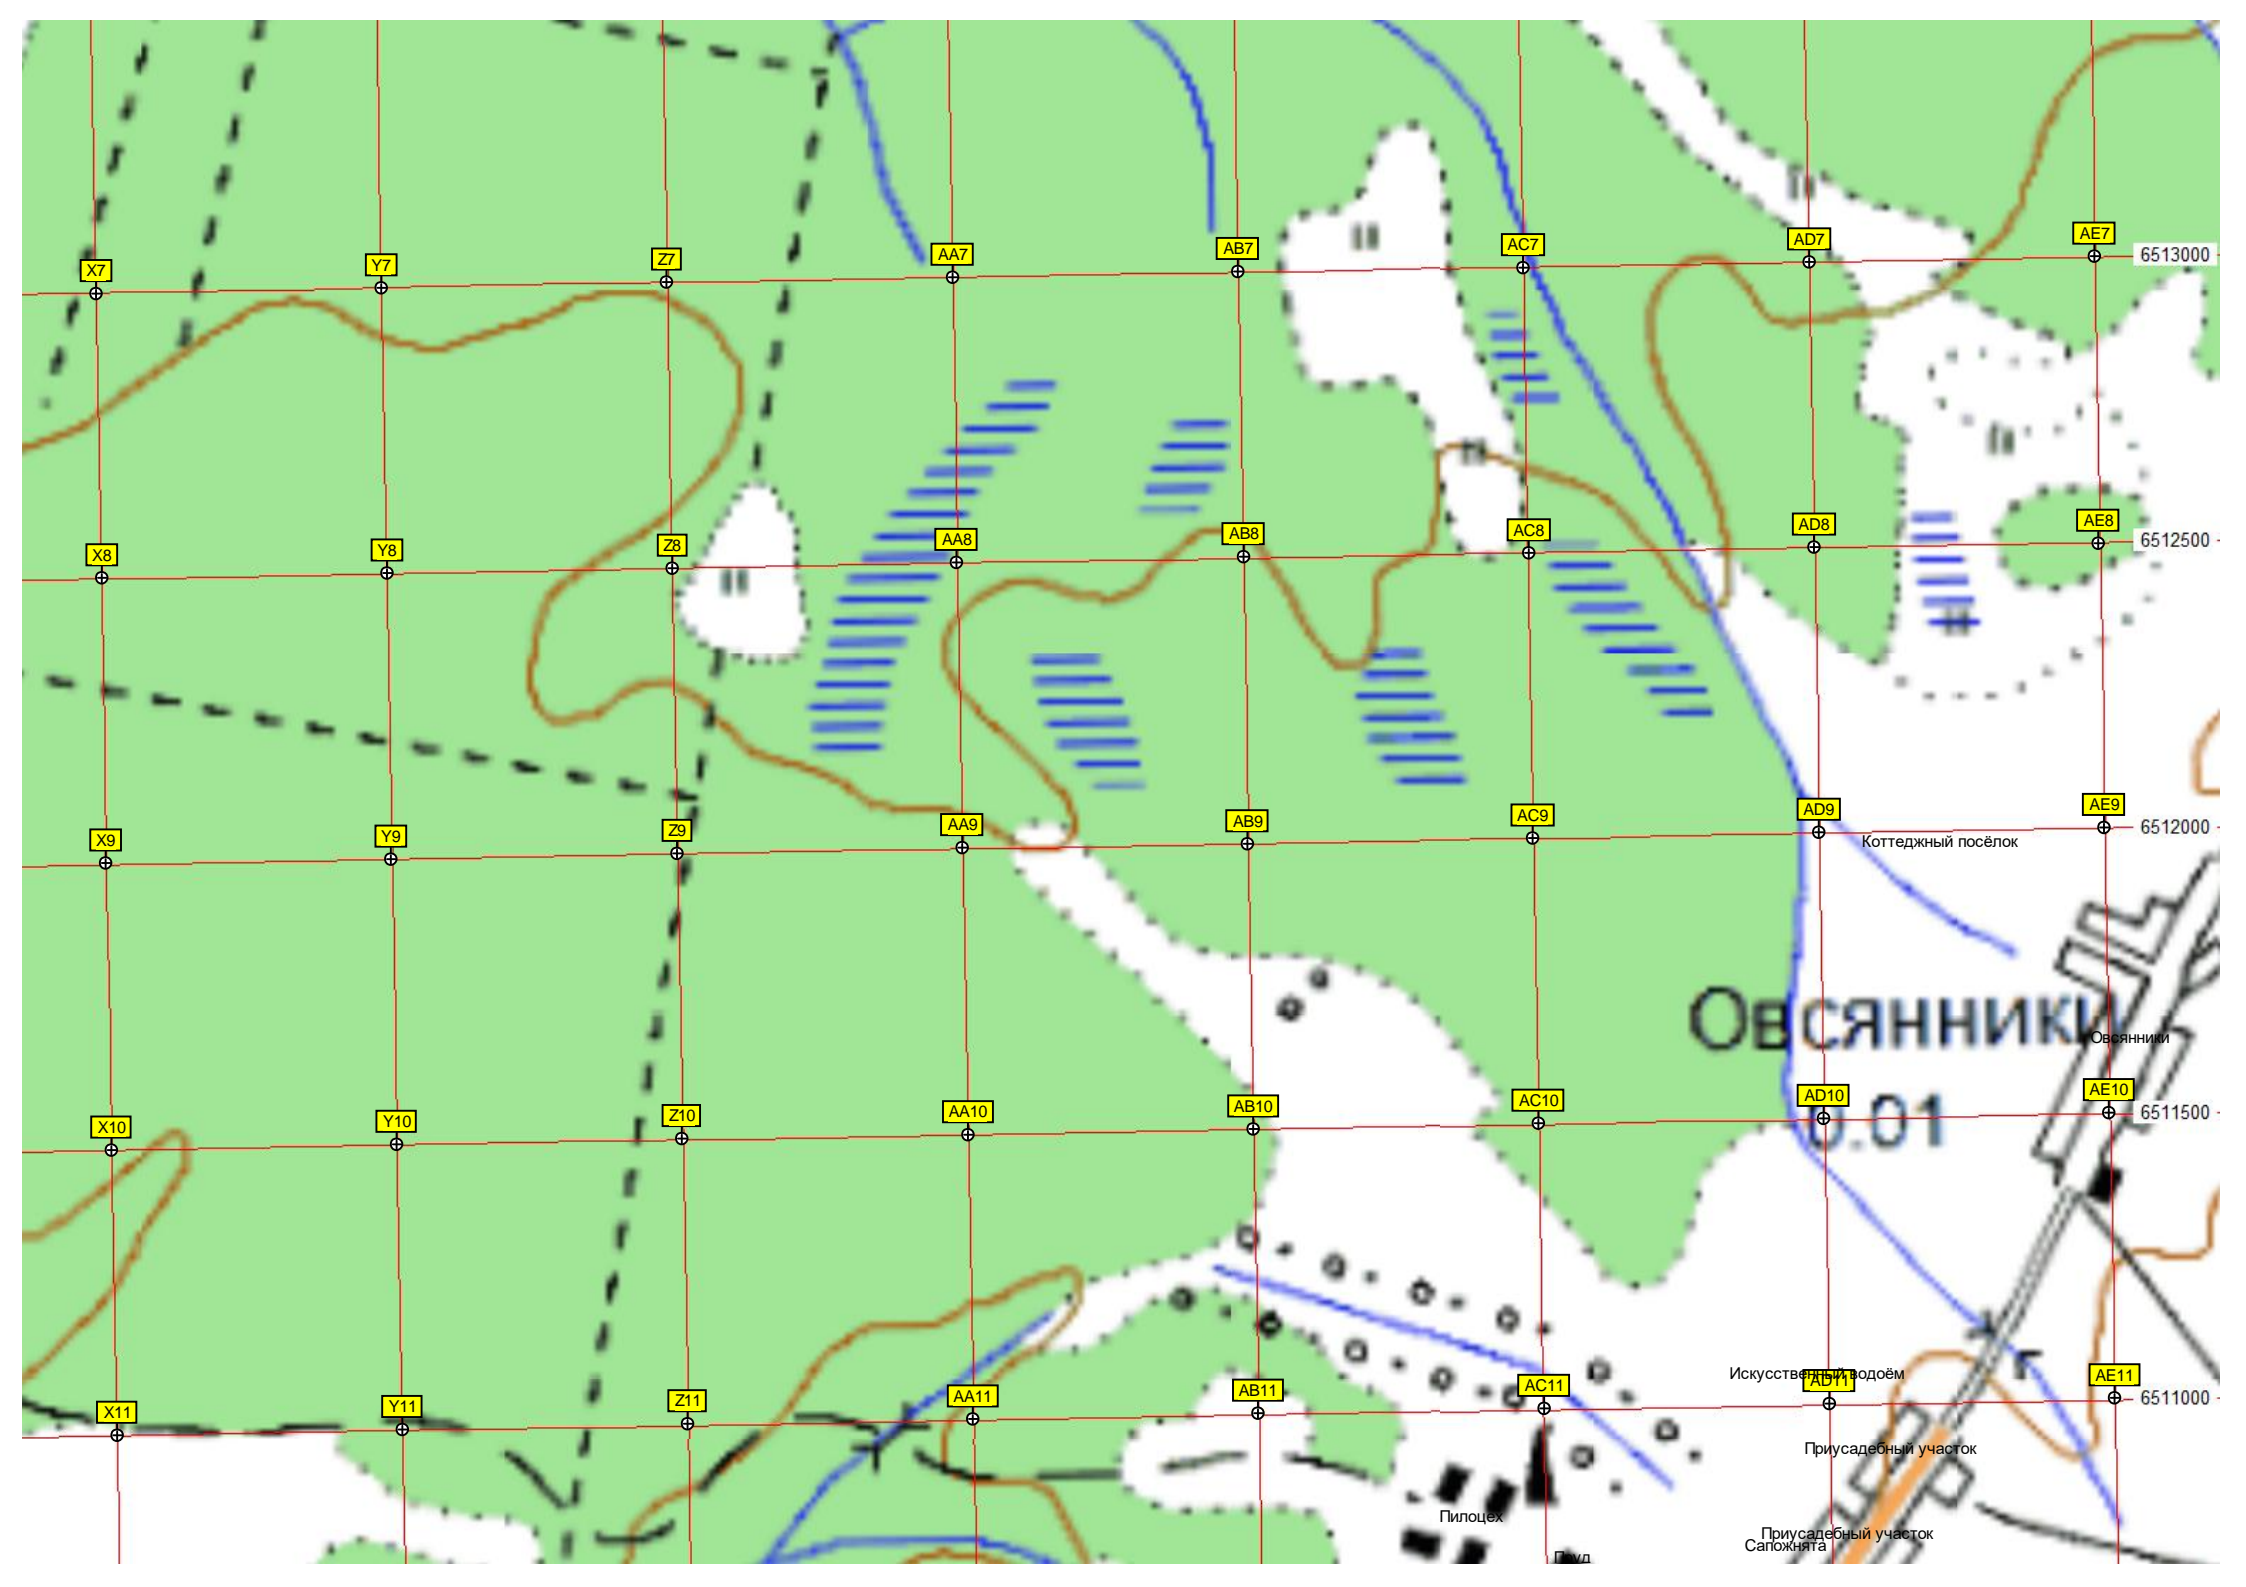 X7 Y7 Z7 AA7 AB7 AC7 AD7 AE7
6513000
X8 Y8 Z8 AA8 AB8 AC8 AD8 AE8
6512500
X9 Y9 Z9 AA9 AB9 AC9 AD9 AE9
6512000
Коттеджный посёлок
Овсянники
Овсянники
X10 Y10 Z10 AA10 AB10 AC10 AD10 AE10
6511500
0.01
Искусственный водоём
X11 Y11 Z11 AA11 AB11 AC11 AD11 AE11
6511000
Приусадебный участок
Пилоцех
Приусадебный участок
Сапожнята
Пруд